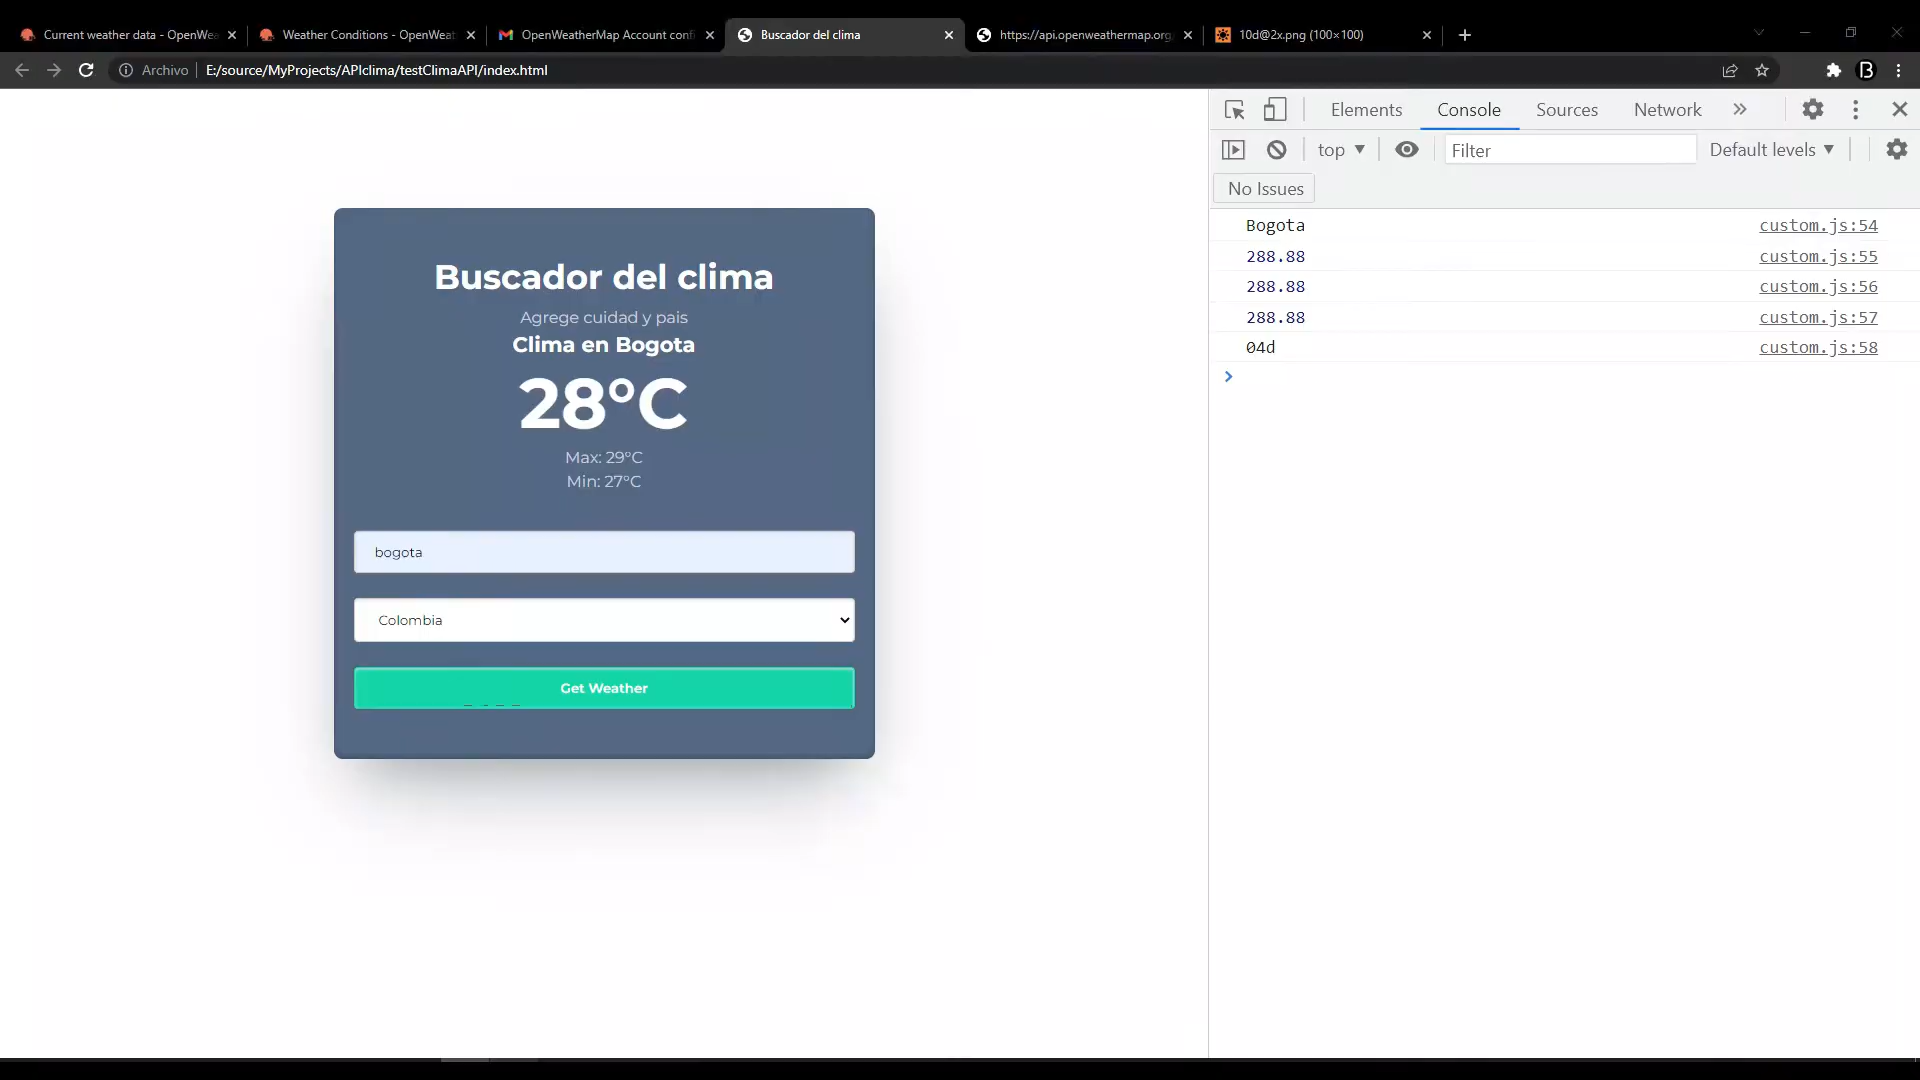 Current weather data - OpenWea
Weather Conditions - OpenWeat
OpenWeatherMap Account conf
Buscador del clima
https://api.openweathermap.org
10d@2x.png (100×100)
Archivo
E:/source/MyProjects/APIclima/testClimaAPI/index.html
Elements
Console
Sources
Network
top
Filter
Default levels
No Issues
Bogota custom.js:54
288.88 custom.js:55
288.88 custom.js:56
288.88 custom.js:57
04d custom.js:58
Buscador del clima
Agrege cuidad y pais
Clima en Bogota
28°C
Max: 29°C
Min: 27°C
bogota
Colombia
Get Weather